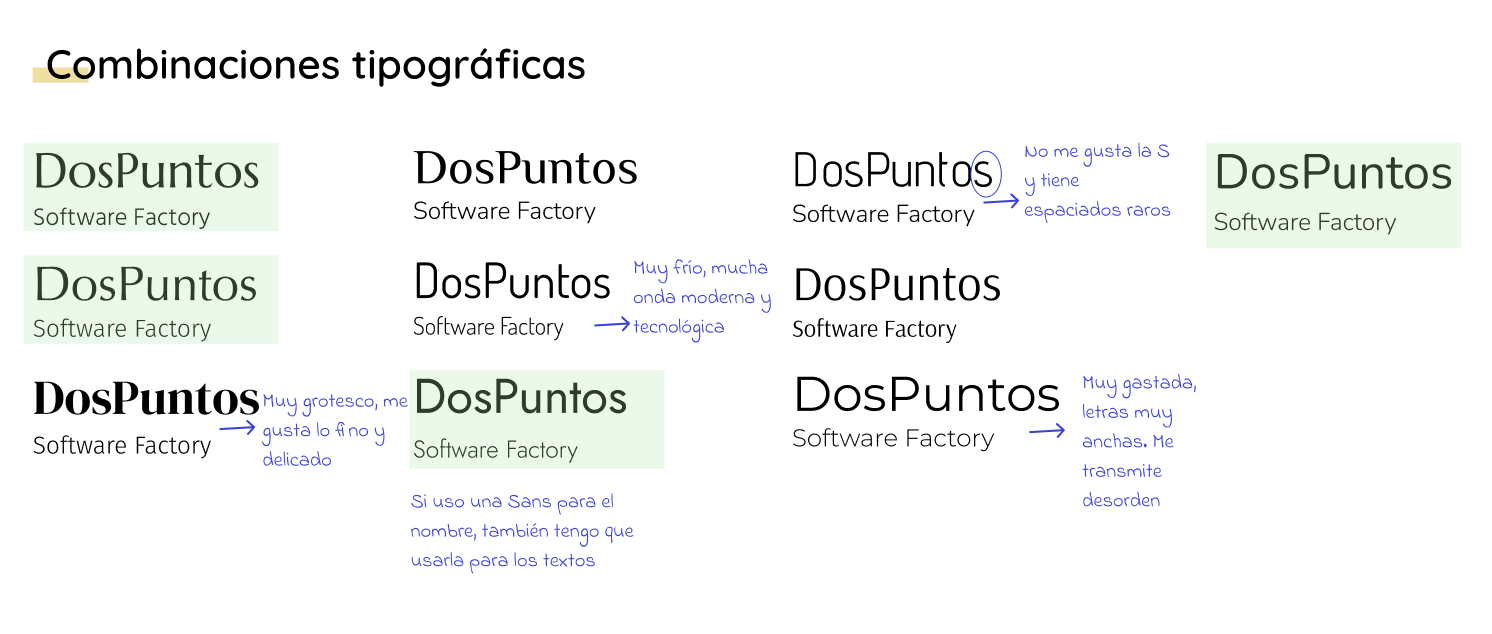 Combinaciones tipográficas
DosPuntos
Software Factory
DosPuntos
Software Factory
DosPuntos
Software Factory
No me gusta la S
y tiene
espaciados raros
DosPuntos
Software Factory
DosPuntos
Software Factory
DosPuntos
Software Factory
Muy frío, mucha
onda moderna y
tecnológica
DosPuntos
Software Factory
DosPuntos
Software Factory
Muy grotesco, me
gusta lo fino y
delicado
DosPuntos
Software Factory
Si uso una Sans para el
nombre, también tengo que
usarla para los textos
DosPuntos
Software Factory
Muy gastada,
letras muy
anchas. Me
transmite
desorden